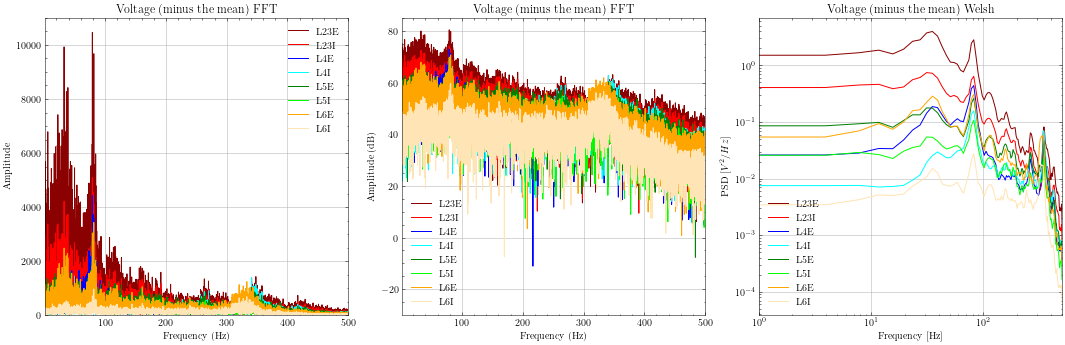 Voltage (minus the mean) FFT
Amplitude
10000
8000
6000
4000
2000
0
100
200
300
400
500
Frequency (Hz)
L23E
L23I
L4E
L4I
L5E
L5I
L6E
L6I
Voltage (minus the mean) FFT
Amplitude (dB)
80
60
40
20
0
−20
100
200
300
400
500
Frequency (Hz)
L23E
L23I
L4E
L4I
L5E
L5I
L6E
L6I
Voltage (minus the mean) Welsh
PSD [V²/Hz]
10⁰
10⁻¹
10⁻²
10⁻³
10⁻⁴
10⁰
10¹
10²
Frequency [Hz]
L23E
L23I
L4E
L4I
L5E
L5I
L6E
L6I